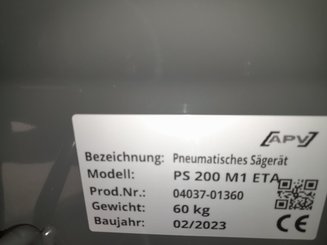 APV
Bezeichnung: Pneumatisches Sägerät
Modell: PS 200 M1 ETA
Prod.Nr.: 04037-01360
Gewicht: 60 kg
Baujahr: 02/2023
CE